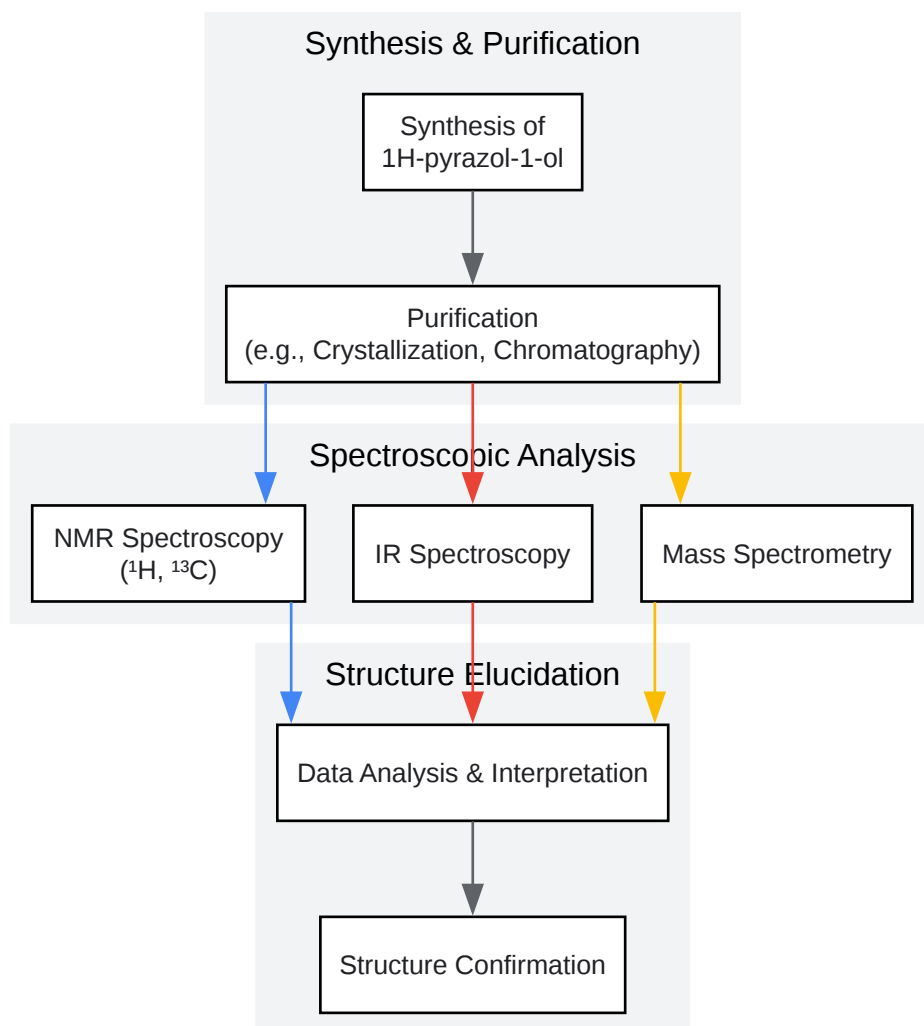 Synthesis & Purification
Synthesis of
1H-pyrazol-1-ol
Purification
(e.g., Crystallization, Chromatography)
Spectroscopic Analysis
NMR Spectroscopy
(¹H, ¹³C)
IR Spectroscopy
Mass Spectrometry
Structure Elucidation
Data Analysis & Interpretation
Structure Confirmation